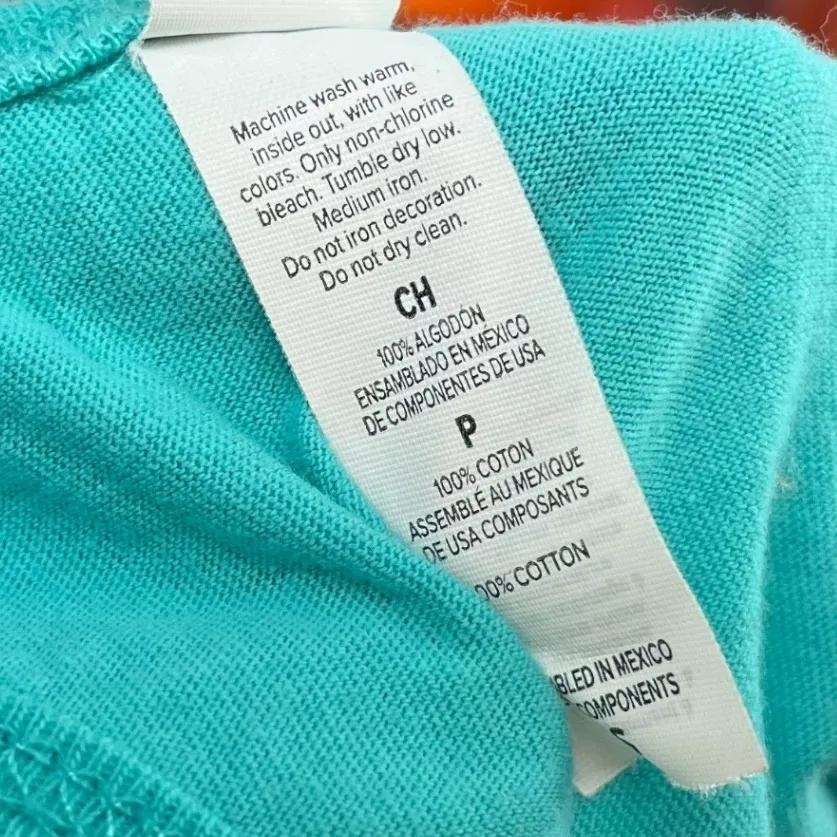 Machine wash warm,
inside out, with like
colors. Only non-chlorine
bleach. Tumble dry low.
Medium iron.
Do not iron decoration.
Do not dry clean.
CH
100% ALGODÓN
ENSAMBLADO EN MÉXICO
DE COMPONENTES DE USA
P
100% COTON
ASSEMBLÉ AU MEXIQUE
DE USA COMPOSANTS
00% COTTON
BLED IN MEXICO
COMPONENTS